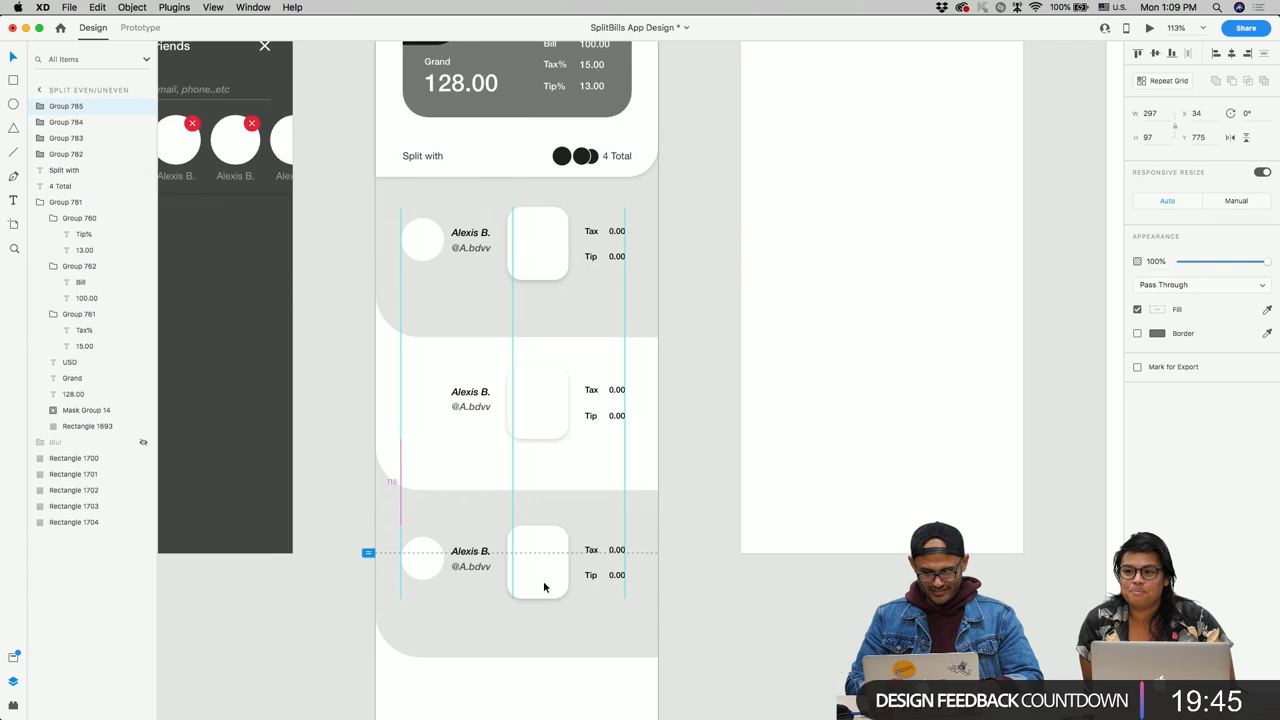 XD File Edit Object Plugins View Window Help
100% U.S. Mon 1:09 PM
Design Prototype
SplitBills App Design *
113%
Share
All Items
SPLIT EVEN/UNEVEN
Group 785
Group 784
Group 783
Group 782
Split with
4 Total
Group 781
Group 760
Tip%
13.00
Group 762
Bill
100.00
Group 761
Tax%
15.00
USD
Grand
128.00
Mask Group 14
Rectangle 1693
Blur
Rectangle 1700
Rectangle 1701
Rectangle 1702
Rectangle 1703
Rectangle 1704
riends
mail, phone..etc
Alexis B. Alexis B. Alexis
Bill 100.00
Grand
128.00
Tax% 15.00
Tip% 13.00
Split with 4 Total
Alexis B.
@A.bdvv
Tax 0.00
Tip 0.00
Alexis B.
@A.bdvv
Tax 0.00
Tip 0.00
115
Alexis B.
@A.bdvv
Tax 0.00
Tip 0.00
Repeat Grid
W 297 X 34 0°
H 97 Y 775
RESPONSIVE RESIZE
Auto Manual
APPEARANCE
100%
Pass Through
Fill
Border
Mark for Export
DESIGN FEEDBACK COUNTDOWN 19:45